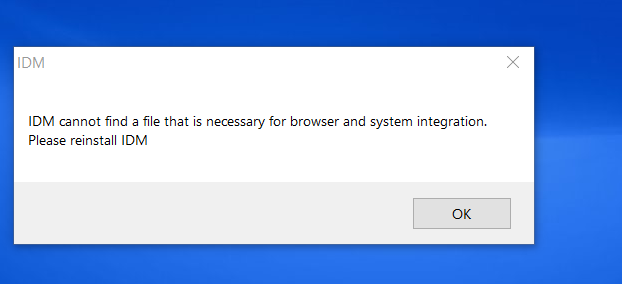 IDM
IDM cannot find a file that is necessary for browser and system integration.
Please reinstall IDM
OK